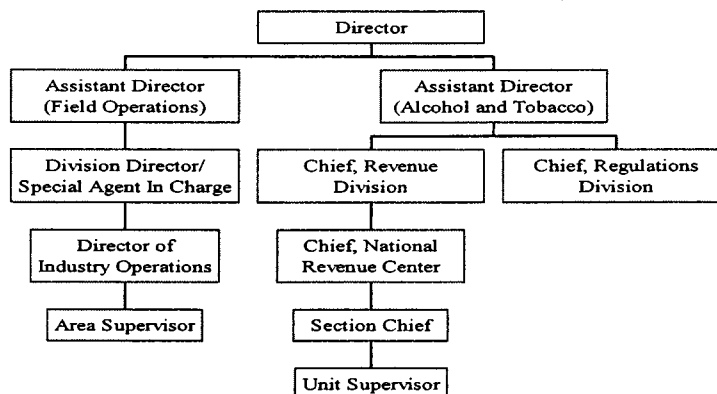 Director
Assistant Director
(Field Operations)
Assistant Director
(Alcohol and Tobacco)
Division Director/
Special Agent In Charge
Chief, Revenue
Division
Chief, Regulations
Division
Director of
Industry Operations
Chief, National
Revenue Center
Area Supervisor
Section Chief
Unit Supervisor